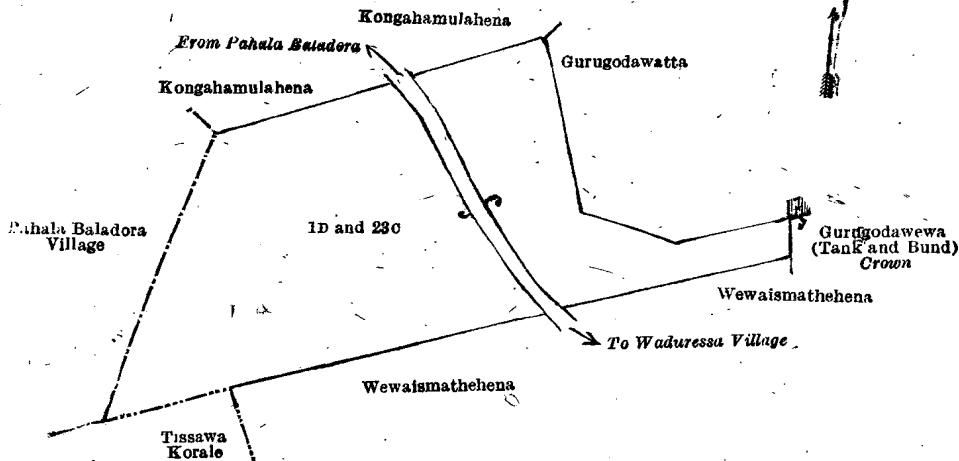 Kongahamulahena
From Pahala Baladora
Gurugodawatta
Kongahamulahena
Pahala Baladora
Village
1D and 23C
Gurugodawewa
(Tank and Bund)
Crown
Wewaismathehena
To Waduressa Village
Wewaismathehena
Tissawa
Korale